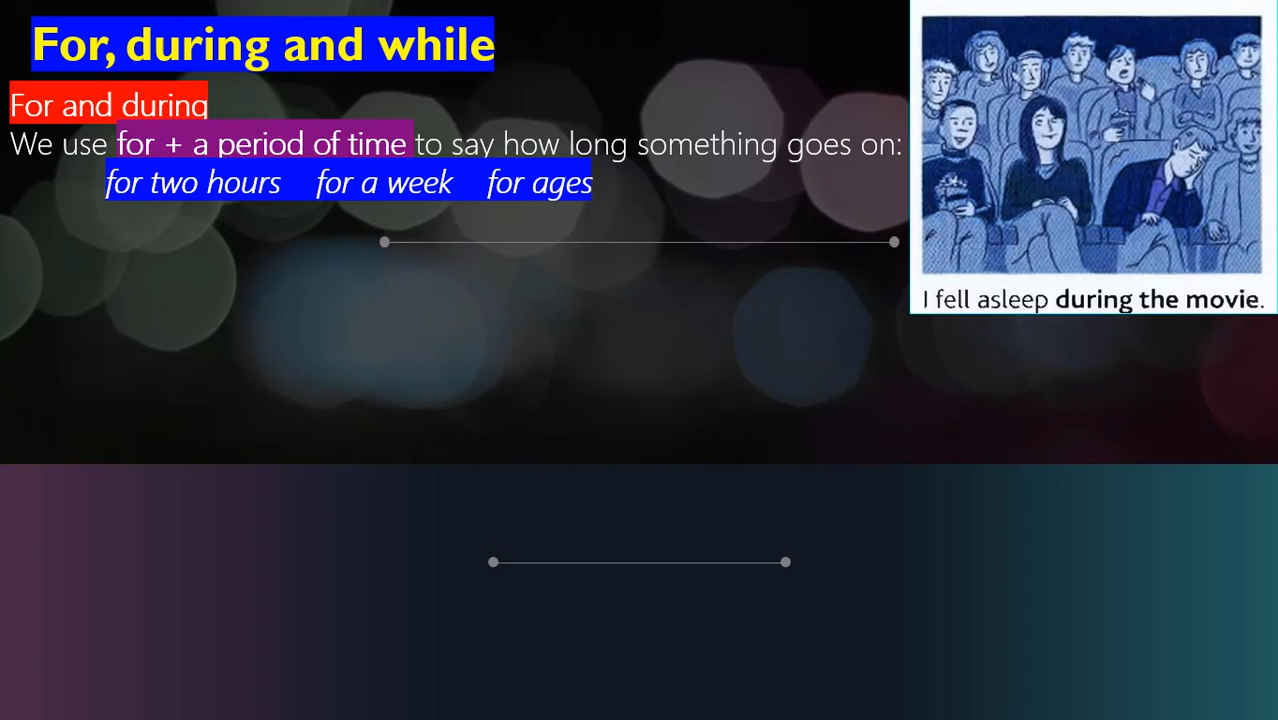 For, during and while
For and during
We use for + a period of time to say how long something goes on:
for two hours for a week for ages
I fell asleep during the movie.